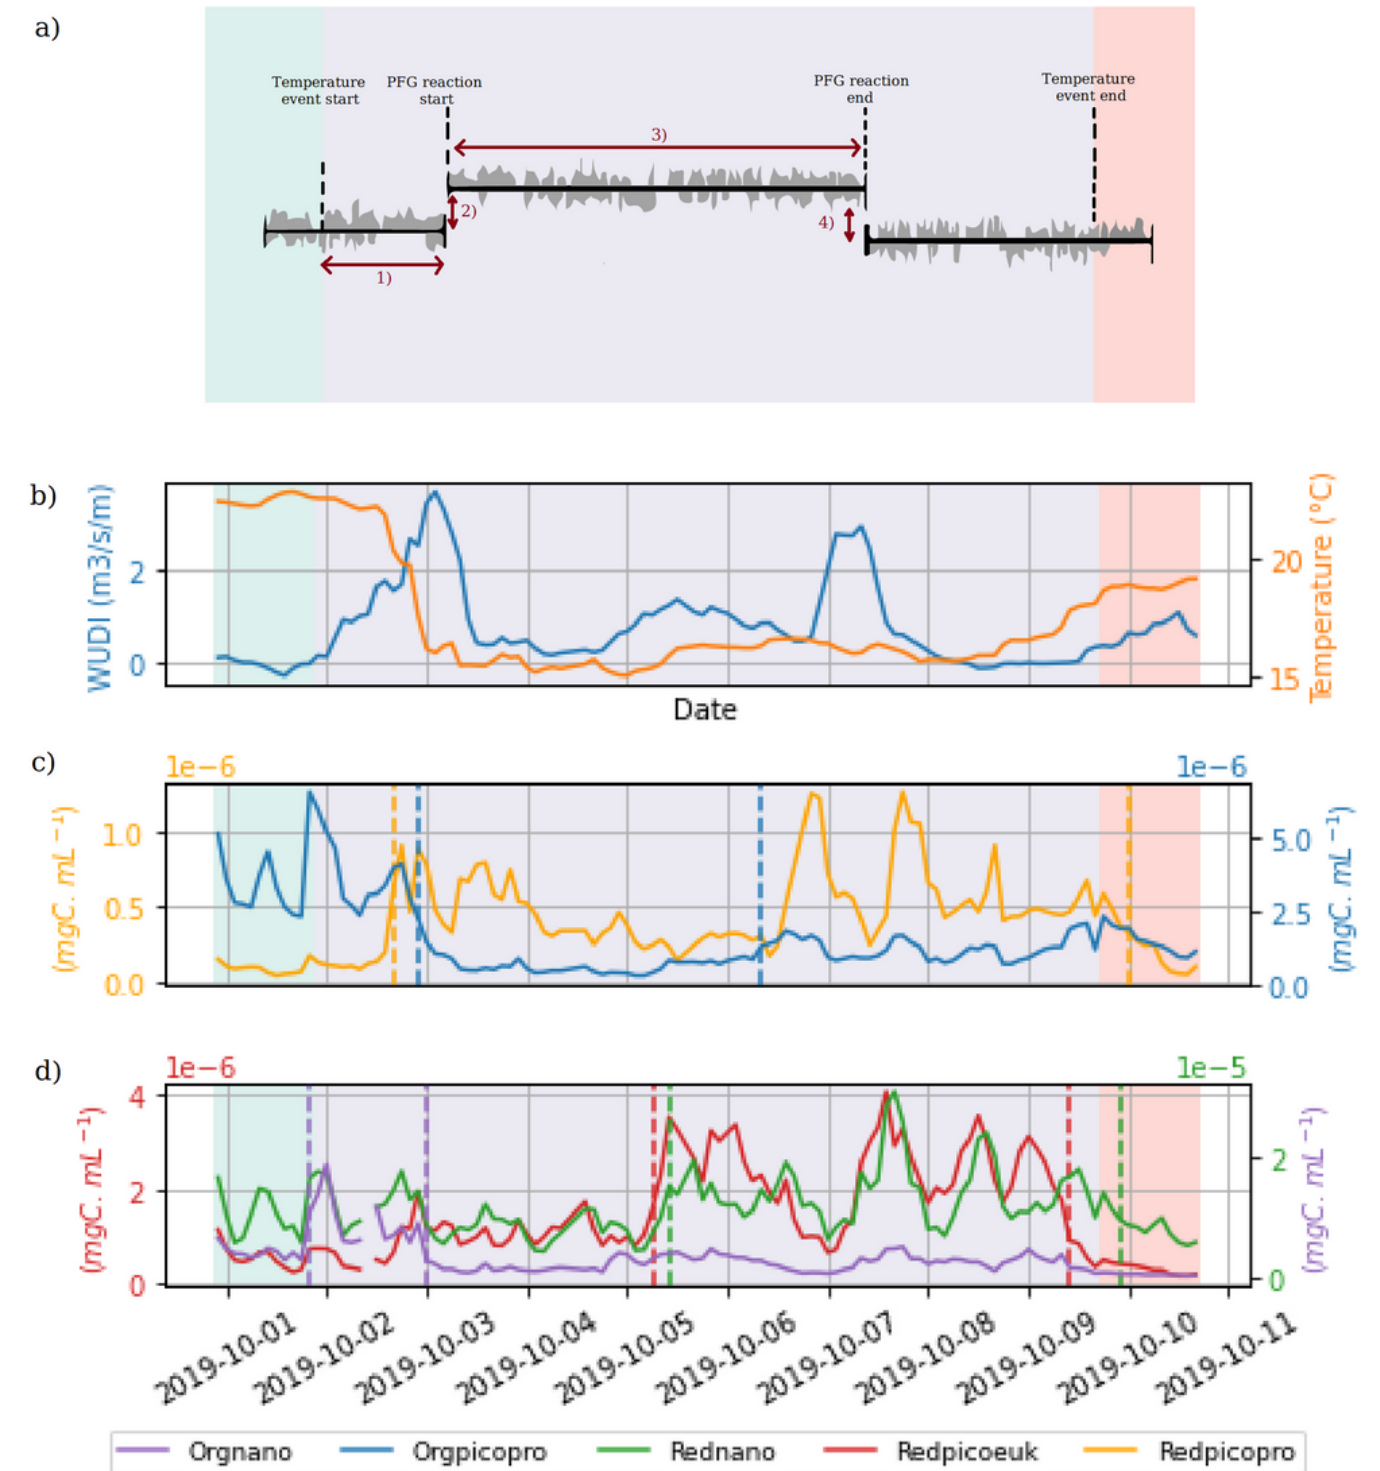 a)
Temperature event start
PFG reaction start
PFG reaction end
Temperature event end
1)
2)
3)
4)
b)
WUDI (m3/s/m)
2
0
Temperature (°C)
20
15
Date
c)
1e−6
1e−6
(mgC. mL⁻¹)
1.0
0.5
0.0
5.0
2.5
0.0
(mgC. mL⁻¹)
d)
1e−6
1e−5
(mgC. mL⁻¹)
4
2
0
2
0
(mgC. mL⁻¹)
2019-10-01
2019-10-02
2019-10-03
2019-10-04
2019-10-05
2019-10-06
2019-10-07
2019-10-08
2019-10-09
2019-10-10
2019-10-11
Orgnano
Orgpicopro
Rednano
Redpicoeuk
Redpicopro